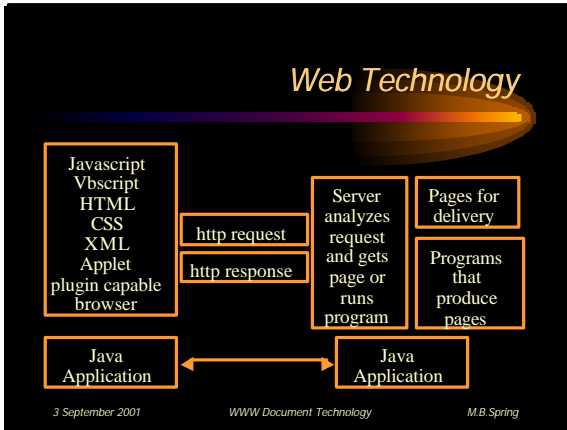 Web Technology
Javascript
Vbscript
HTML
CSS
XML
Applet
plugin capable
browser
http request
http response
Server
analyzes
request
and gets
page or
runs
program
Pages for
delivery
Programs
that
produce
pages
Java
Application
Java
Application
3 September 2001
WWW Document Technology
M.B.Spring